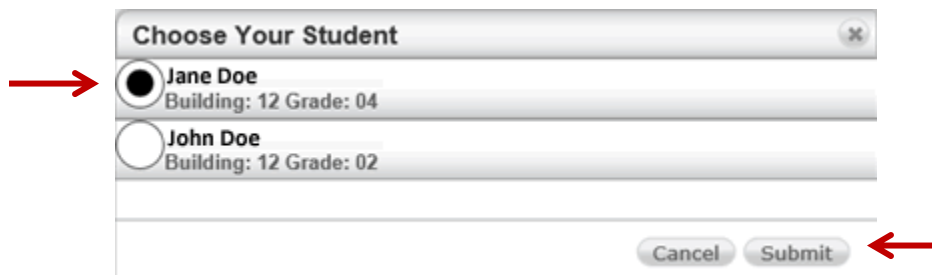 Choose Your Student
Jane Doe
Building: 12 Grade: 04
John Doe
Building: 12 Grade: 02
Cancel Submit